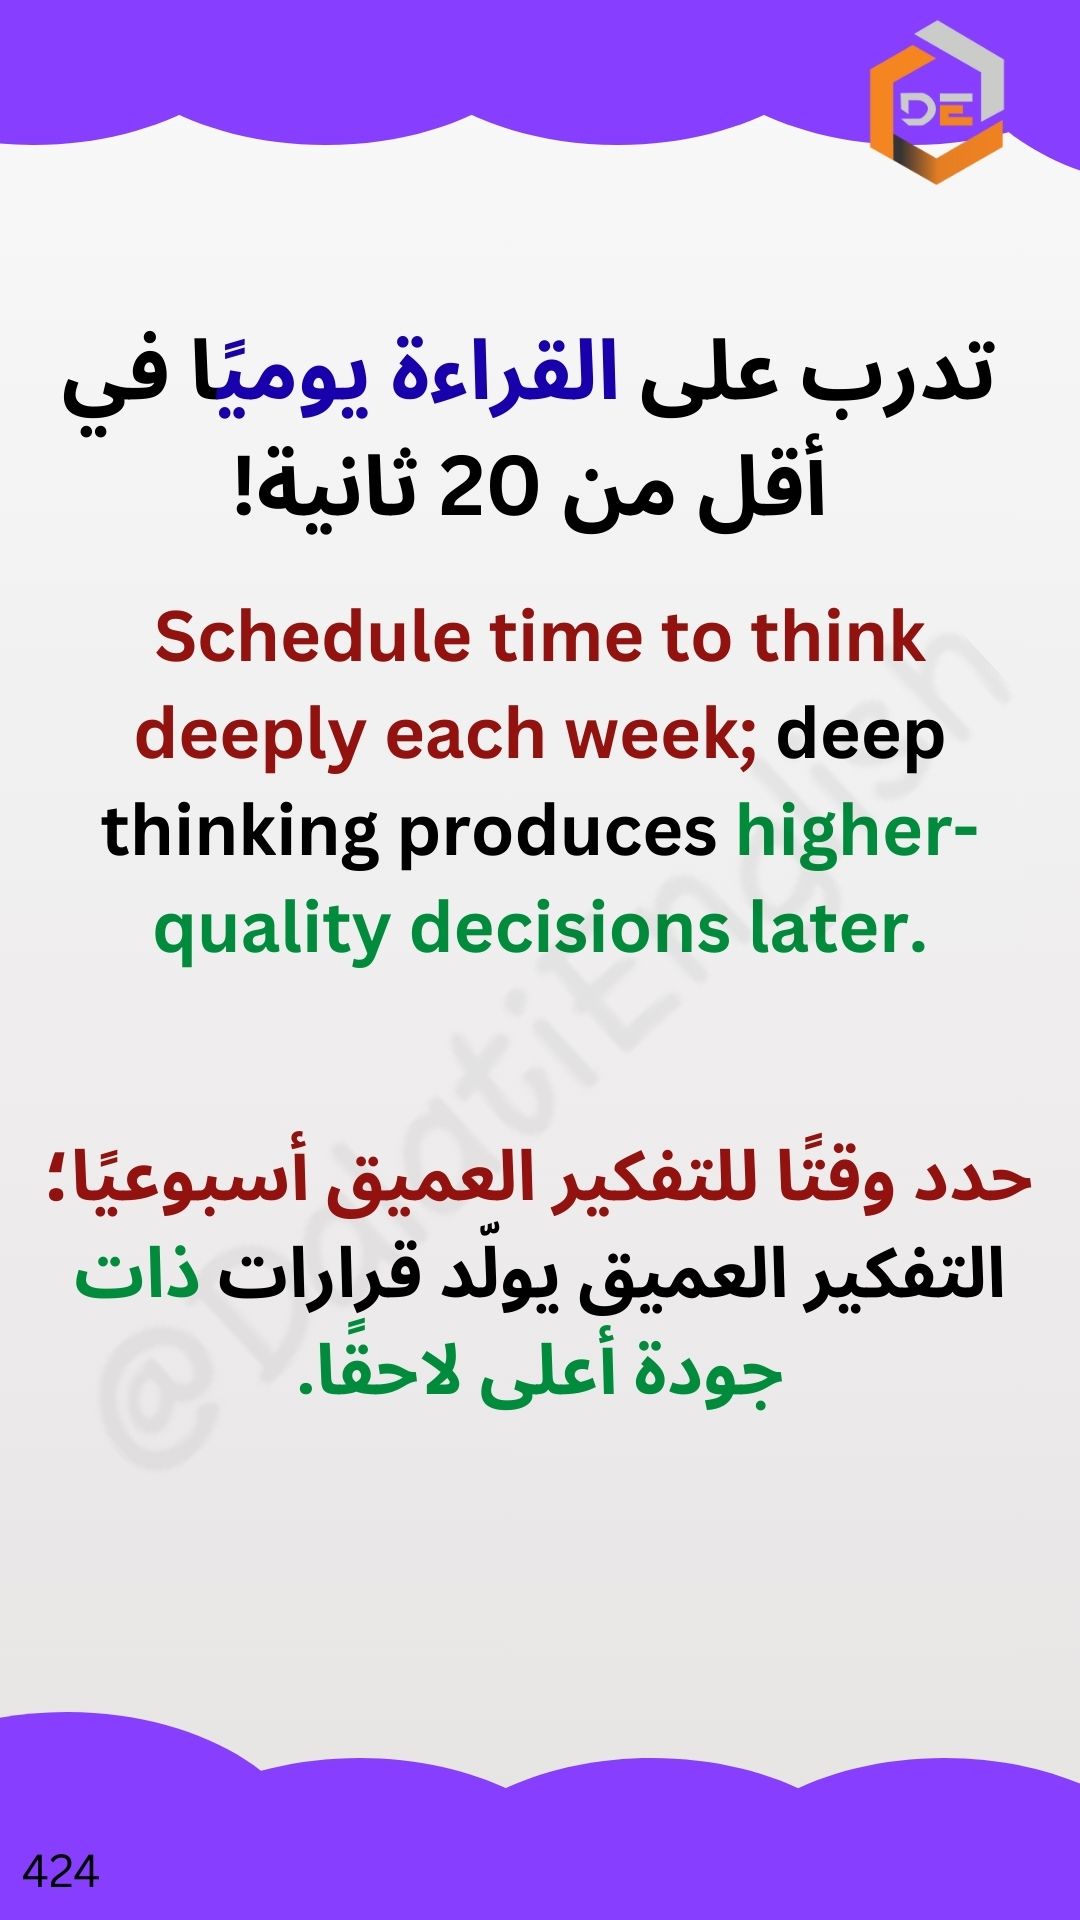 DE
تدرب على القراءة يوميًا في
أقل من 20 ثانية!
Schedule time to think
deeply each week; deep
thinking produces higher-
quality decisions later.
حدد وقتًا للتفكير العميق أسبوعيًا؛
التفكير العميق يولّد قرارات ذات
جودة أعلى لاحقًا.
@DalatiEnglish
424